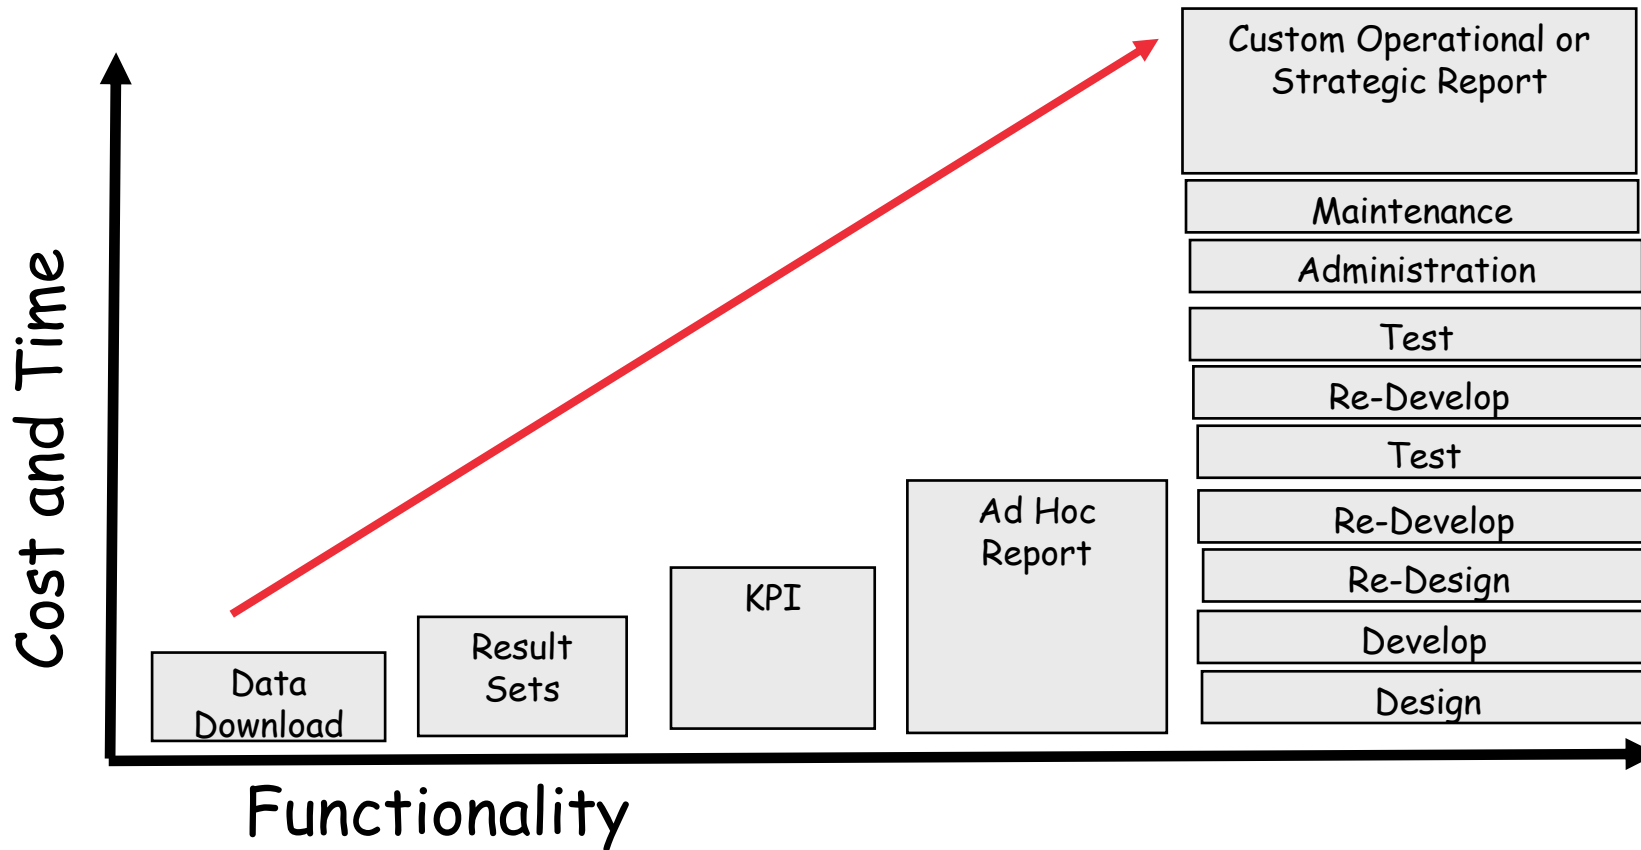 Custom Operational or
Strategic Report
Maintenance
Administration
Test
Re-Develop
Test
Re-Develop
Re-Design
Develop
Design
Ad Hoc
Report
KPI
Result
Sets
Data
Download
Cost and Time
Functionality